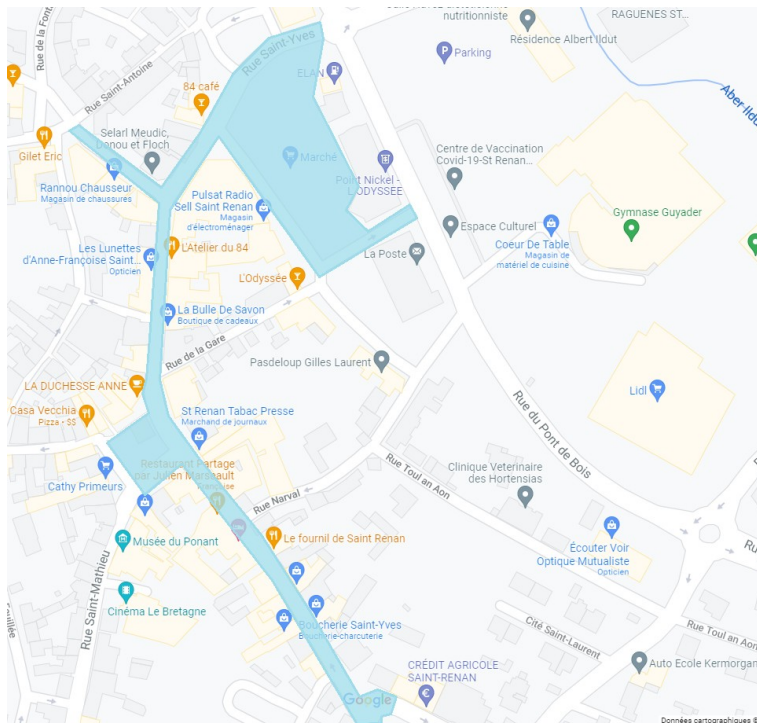 nutritionniste
Rue Saint-Yves
RAGUENES ST...
Résidence Albert Ildut
Rue de la Font.
Parking
ELAN
Rue Saint-Antoine
84 café
Aber Ildut
Selarl Meudic,
Donou et Floch
Gilet Eric
Marché
Centre de Vaccination
Covid-19-St Renan...
Point Nickel -
L'ODYSSEE
Rannou Chausseur
Magasin de chaussures
Pulsat Radio
Sell Saint Renan
Magasin
d'électroménager
Gymnase Guyader
Espace Culturel
Coeur De Table
Magasin de
matériel de cuisine
Les Lunettes
d'Anne-Françoise Saint...
Opticien
L'Atelier du 84
La Poste
L'Odyssée
La Bulle De Savon
Boutique de cadeaux
Rue de la Gare
Pasdeloup Gilles Laurent
LA DUCHESSE ANNE
Lidl
Rue du Pont de Bois
Casa Vecchia
Pizza - $$
St Renan Tabac Presse
Marchand de journaux
Cathy Primeurs
Restaurant Partage
par Julien Marseault
Française
Rue Toul an Aon
Clinique Veterinaire
des Hortensias
Rue Narval
Musée du Ponant
Le fournil de Saint Renan
Écouter Voir
Optique Mutualiste
Opticien
Rue Saint-Mathieu
Cinéma Le Bretagne
Boucherie Saint-Yves
Boucherie-charcuterie
Cité Saint-Laurent
Rue Toul an Aon
CRÉDIT AGRICOLE
SAINT-RENAN
Auto Ecole Kermorgan
Google
Données cartographiques ©